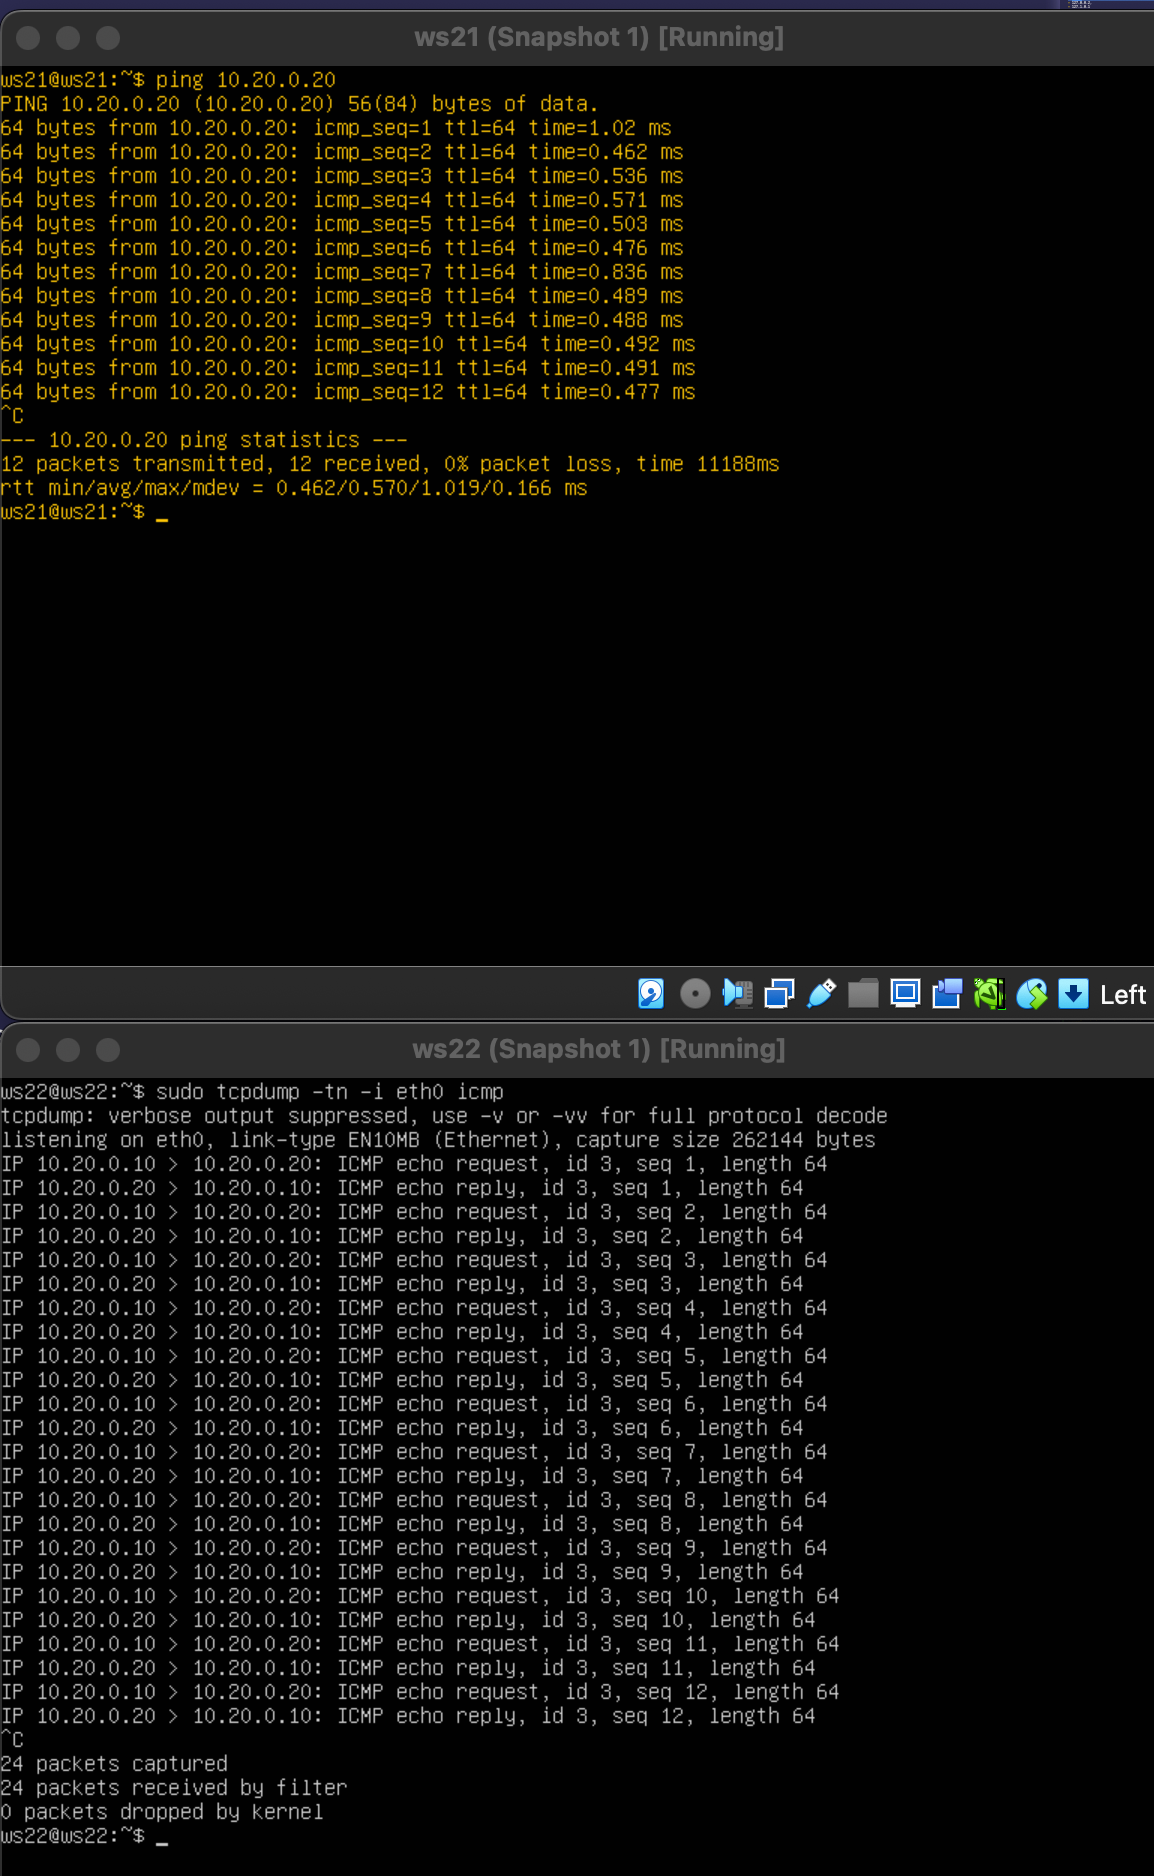 ws21 (Snapshot 1) [Running]
ws21@ws21:~$ ping 10.20.0.20
PING 10.20.0.20 (10.20.0.20) 56(84) bytes of data.
64 bytes from 10.20.0.20: icmp_seq=1 ttl=64 time=1.02 ms
64 bytes from 10.20.0.20: icmp_seq=2 ttl=64 time=0.462 ms
64 bytes from 10.20.0.20: icmp_seq=3 ttl=64 time=0.536 ms
64 bytes from 10.20.0.20: icmp_seq=4 ttl=64 time=0.571 ms
64 bytes from 10.20.0.20: icmp_seq=5 ttl=64 time=0.503 ms
64 bytes from 10.20.0.20: icmp_seq=6 ttl=64 time=0.476 ms
64 bytes from 10.20.0.20: icmp_seq=7 ttl=64 time=0.836 ms
64 bytes from 10.20.0.20: icmp_seq=8 ttl=64 time=0.489 ms
64 bytes from 10.20.0.20: icmp_seq=9 ttl=64 time=0.488 ms
64 bytes from 10.20.0.20: icmp_seq=10 ttl=64 time=0.492 ms
64 bytes from 10.20.0.20: icmp_seq=11 ttl=64 time=0.491 ms
64 bytes from 10.20.0.20: icmp_seq=12 ttl=64 time=0.477 ms
^C
--- 10.20.0.20 ping statistics ---
12 packets transmitted, 12 received, 0% packet loss, time 11188ms
rtt min/avg/max/mdev = 0.462/0.570/1.019/0.166 ms
ws21@ws21:~$ _
Left
ws22 (Snapshot 1) [Running]
ws22@ws22:~$ sudo tcpdump -tn -i eth0 icmp
tcpdump: verbose output suppressed, use -v or -vv for full protocol decode
listening on eth0, link-type EN10MB (Ethernet), capture size 262144 bytes
IP 10.20.0.10 > 10.20.0.20: ICMP echo request, id 3, seq 1, length 64
IP 10.20.0.20 > 10.20.0.10: ICMP echo reply, id 3, seq 1, length 64
IP 10.20.0.10 > 10.20.0.20: ICMP echo request, id 3, seq 2, length 64
IP 10.20.0.20 > 10.20.0.10: ICMP echo reply, id 3, seq 2, length 64
IP 10.20.0.10 > 10.20.0.20: ICMP echo request, id 3, seq 3, length 64
IP 10.20.0.20 > 10.20.0.10: ICMP echo reply, id 3, seq 3, length 64
IP 10.20.0.10 > 10.20.0.20: ICMP echo request, id 3, seq 4, length 64
IP 10.20.0.20 > 10.20.0.10: ICMP echo reply, id 3, seq 4, length 64
IP 10.20.0.10 > 10.20.0.20: ICMP echo request, id 3, seq 5, length 64
IP 10.20.0.20 > 10.20.0.10: ICMP echo reply, id 3, seq 5, length 64
IP 10.20.0.10 > 10.20.0.20: ICMP echo request, id 3, seq 6, length 64
IP 10.20.0.20 > 10.20.0.10: ICMP echo reply, id 3, seq 6, length 64
IP 10.20.0.10 > 10.20.0.20: ICMP echo request, id 3, seq 7, length 64
IP 10.20.0.20 > 10.20.0.10: ICMP echo reply, id 3, seq 7, length 64
IP 10.20.0.10 > 10.20.0.20: ICMP echo request, id 3, seq 8, length 64
IP 10.20.0.20 > 10.20.0.10: ICMP echo reply, id 3, seq 8, length 64
IP 10.20.0.10 > 10.20.0.20: ICMP echo request, id 3, seq 9, length 64
IP 10.20.0.20 > 10.20.0.10: ICMP echo reply, id 3, seq 9, length 64
IP 10.20.0.10 > 10.20.0.20: ICMP echo request, id 3, seq 10, length 64
IP 10.20.0.20 > 10.20.0.10: ICMP echo reply, id 3, seq 10, length 64
IP 10.20.0.10 > 10.20.0.20: ICMP echo request, id 3, seq 11, length 64
IP 10.20.0.20 > 10.20.0.10: ICMP echo reply, id 3, seq 11, length 64
IP 10.20.0.10 > 10.20.0.20: ICMP echo request, id 3, seq 12, length 64
IP 10.20.0.20 > 10.20.0.10: ICMP echo reply, id 3, seq 12, length 64
^C
24 packets captured
24 packets received by filter
0 packets dropped by kernel
ws22@ws22:~$ _